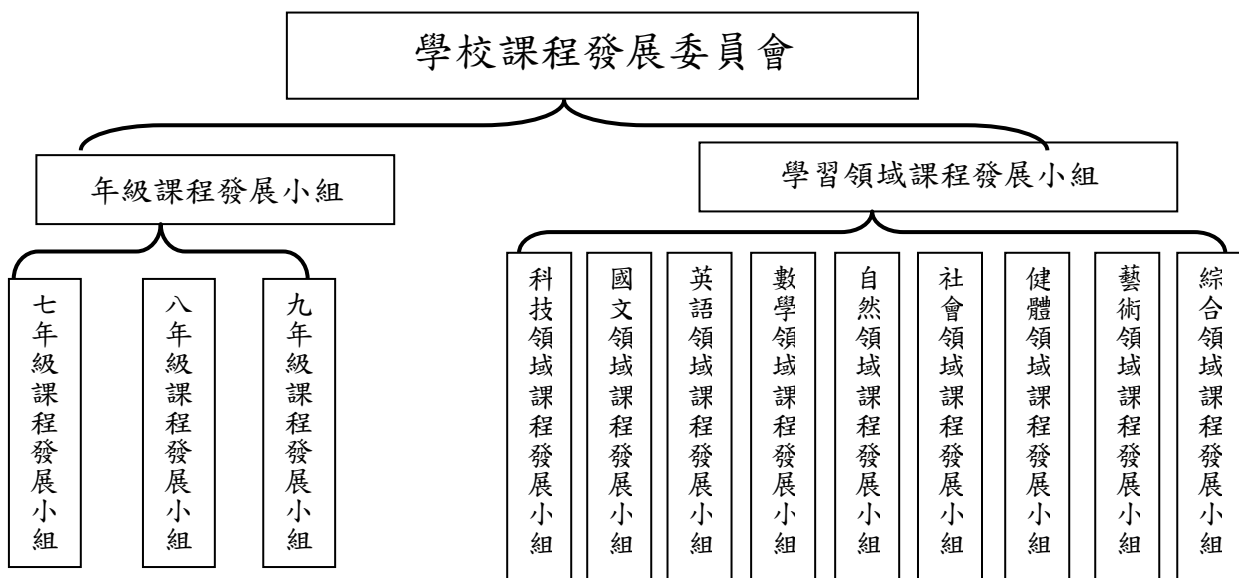 學校課程發展委員會
年級課程發展小組
學習領域課程發展小組
七年級課程發展小組
八年級課程發展小組
九年級課程發展小組
科技領域課程發展小組
國文領域課程發展小組
英語領域課程發展小組
數學領域課程發展小組
自然領域課程發展小組
社會領域課程發展小組
健體領域課程發展小組
藝術領域課程發展小組
綜合領域課程發展小組